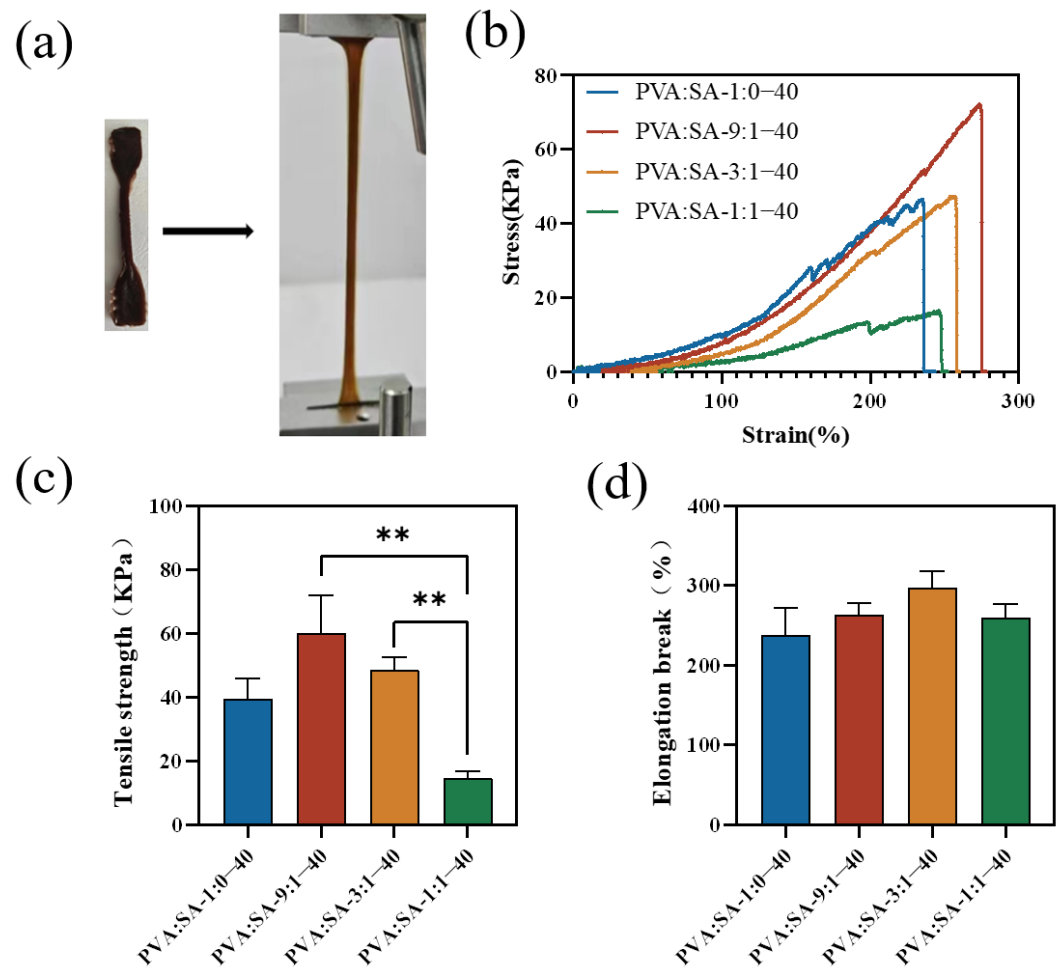 (a)
(b)
80
60
40
20
0
Stress(KPa)
PVA:SA-1:0−40
PVA:SA-9:1−40
PVA:SA-3:1−40
PVA:SA-1:1−40
0 100 200 300
Strain(%)
(c)
100
80
60
40
20
0
Tensile strength（KPa）
**
**
PVA:SA-1:0−40
PVA:SA-9:1−40
PVA:SA-3:1−40
PVA:SA-1:1−40
(d)
400
300
200
100
0
Elongation break（%）
PVA:SA-1:0−40
PVA:SA-9:1−40
PVA:SA-3:1−40
PVA:SA-1:1−40